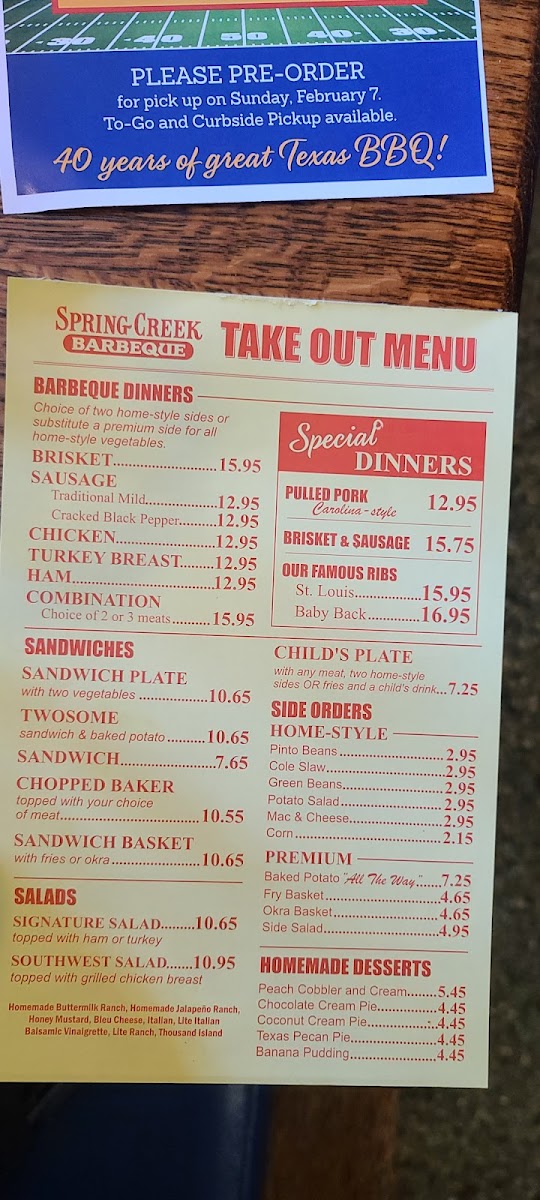 30 40 50 40 30
PLEASE PRE-ORDER
for pick up on Sunday, February 7.
To-Go and Curbside Pickup available.
40 years of great Texas BBQ!
SPRING CREEK
BARBEQUE
TAKE OUT MENU
BARBEQUE DINNERS
Choice of two home-style sides or
substitute a premium side for all
home-style vegetables.
BRISKET..........................15.95
SAUSAGE
Traditional Mild....................12.95
Cracked Black Pepper.........12.95
CHICKEN.............................12.95
TURKEY BREAST........12.95
HAM.................................12.95
COMBINATION
Choice of 2 or 3 meats..........15.95
Special
DINNERS
PULLED PORK 12.95
Carolina-style
BRISKET & SAUSAGE 15.75
OUR FAMOUS RIBS
St. Louis...............15.95
Baby Back............16.95
SANDWICHES
SANDWICH PLATE
with two vegetables .................10.65
TWOSOME
sandwich & baked potato..........10.65
SANDWICH......................7.65
CHOPPED BAKER
topped with your choice
of meat...................................10.55
SANDWICH BASKET
with fries or okra......................10.65
SALADS
SIGNATURE SALAD.........10.65
topped with ham or turkey
SOUTHWEST SALAD.......10.95
topped with grilled chicken breast
Homemade Buttermilk Ranch, Homemade Jalapeño Ranch,
Honey Mustard, Bleu Cheese, Italian, Lite Italian
Balsamic Vinaigrette, Lite Ranch, Thousand Island
CHILD'S PLATE
with any meat, two home-style
sides OR fries and a child's drink...7.25
SIDE ORDERS
HOME-STYLE
Pinto Beans..........................2.95
Cole Slaw.............................2.95
Green Beans.........................2.95
Potato Salad.........................2.95
Mac & Cheese.......................2.95
Corn.....................................2.15
PREMIUM
Baked Potato "All The Way"......7.25
Fry Basket............................4.65
Okra Basket..........................4.65
Side Salad............................4.95
HOMEMADE DESSERTS
Peach Cobbler and Cream........5.45
Chocolate Cream Pie...............4.45
Coconut Cream Pie.................4.45
Texas Pecan Pie.....................4.45
Banana Pudding.....................4.45